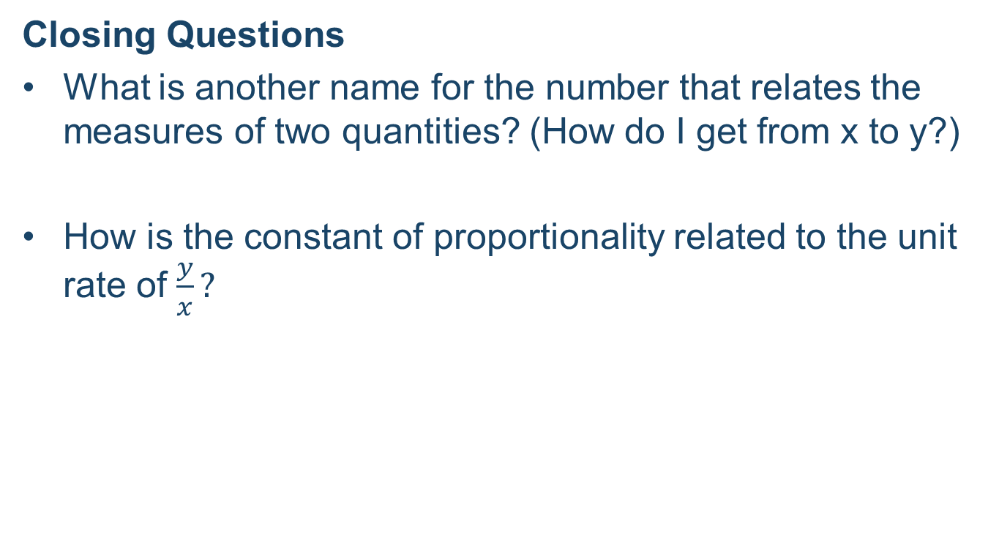 Closing Questions
• What is another name for the number that relates the
measures of two quantities? (How do I get from x to y?)
• How is the constant of proportionality related to the unit
rate of y/x?